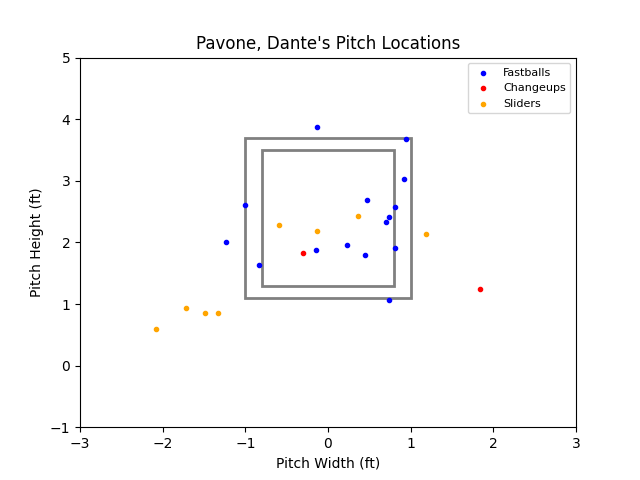 Pavone, Dante's Pitch Locations
Fastballs
Changeups
Sliders
5
4
3
2
1
0
−1
Pitch Height (ft)
−3 −2 −1 0 1 2 3
Pitch Width (ft)